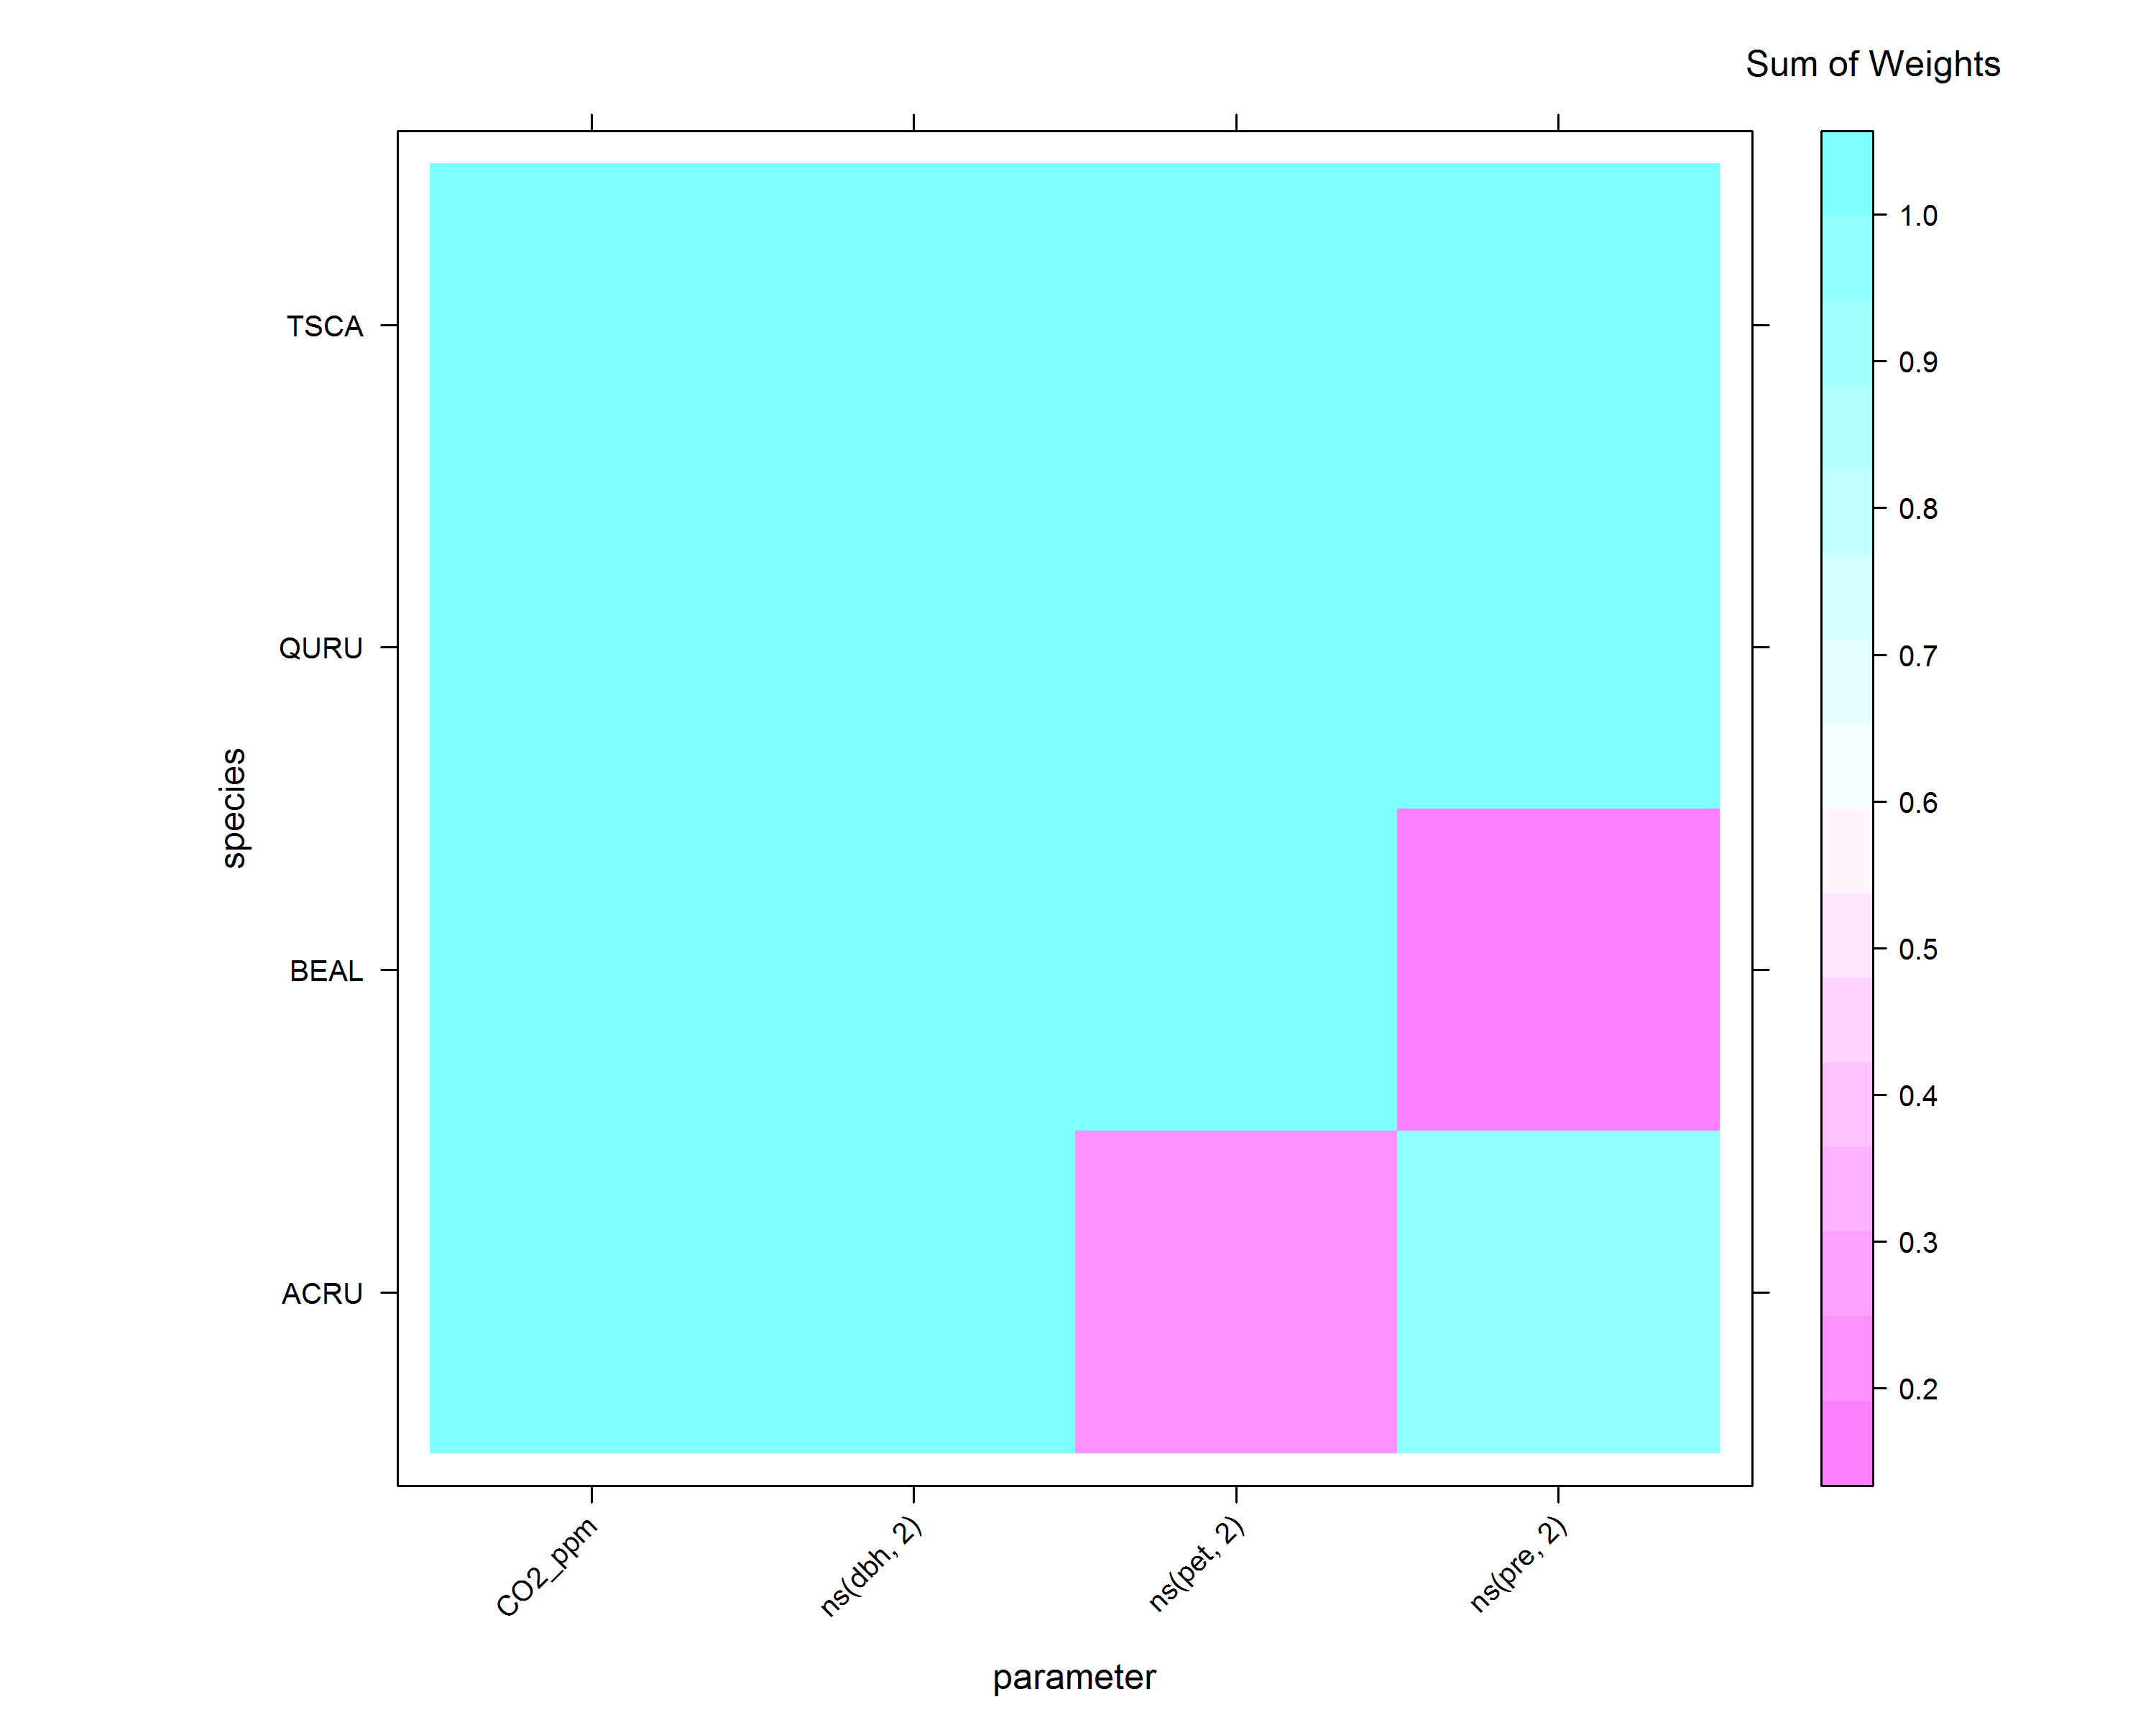 Sum of Weights
1.0
0.9
0.8
0.7
0.6
0.5
0.4
0.3
0.2
species
TSCA
QURU
BEAL
ACRU
CO2_ppm
ns(dbh, 2)
ns(pet, 2)
ns(pre, 2)
parameter